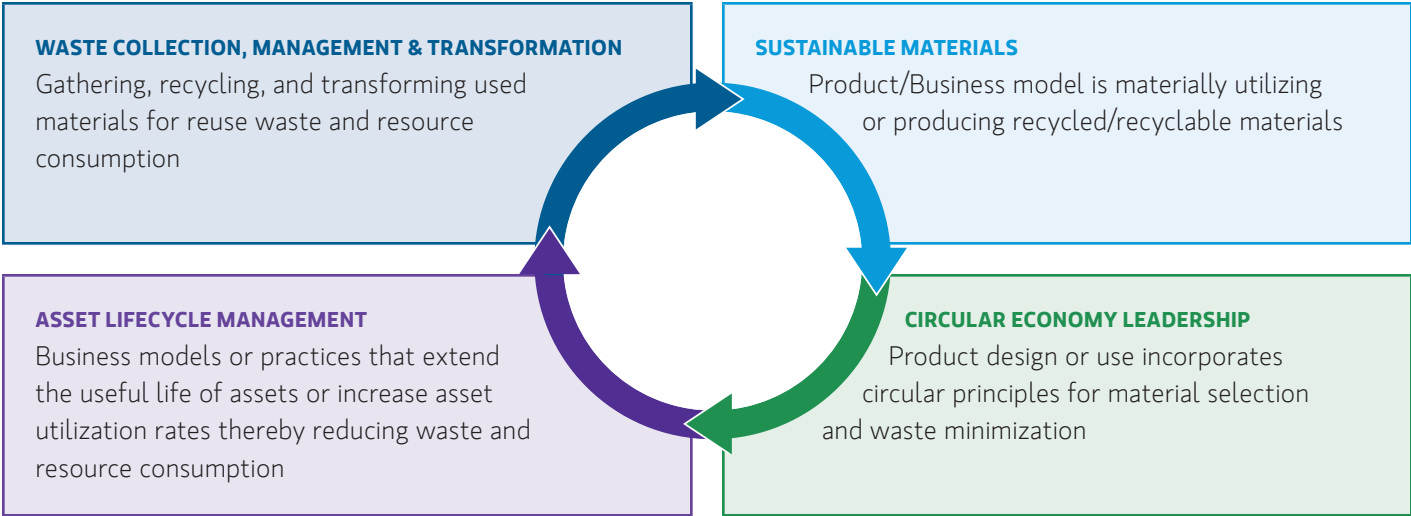 WASTE COLLECTION, MANAGEMENT & TRANSFORMATION
Gathering, recycling, and transforming used
materials for reuse waste and resource
consumption
SUSTAINABLE MATERIALS
Product/Business model is materially utilizing
or producing recycled/recyclable materials
ASSET LIFECYCLE MANAGEMENT
Business models or practices that extend
the useful life of assets or increase asset
utilization rates thereby reducing waste and
resource consumption
CIRCULAR ECONOMY LEADERSHIP
Product design or use incorporates
circular principles for material selection
and waste minimization